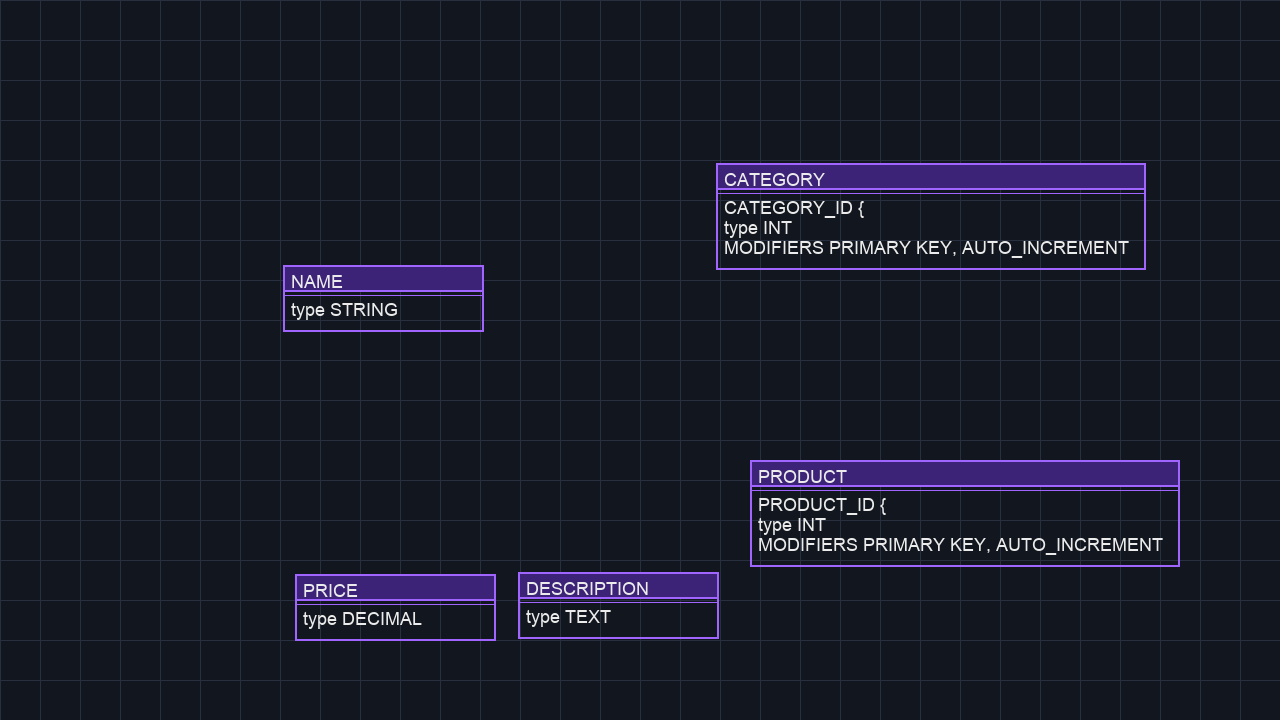 CATEGORY
CATEGORY_ID {
type INT
MODIFIERS PRIMARY KEY, AUTO_INCREMENT
NAME
type STRING
PRODUCT
PRODUCT_ID {
type INT
MODIFIERS PRIMARY KEY, AUTO_INCREMENT
PRICE
type DECIMAL
DESCRIPTION
type TEXT